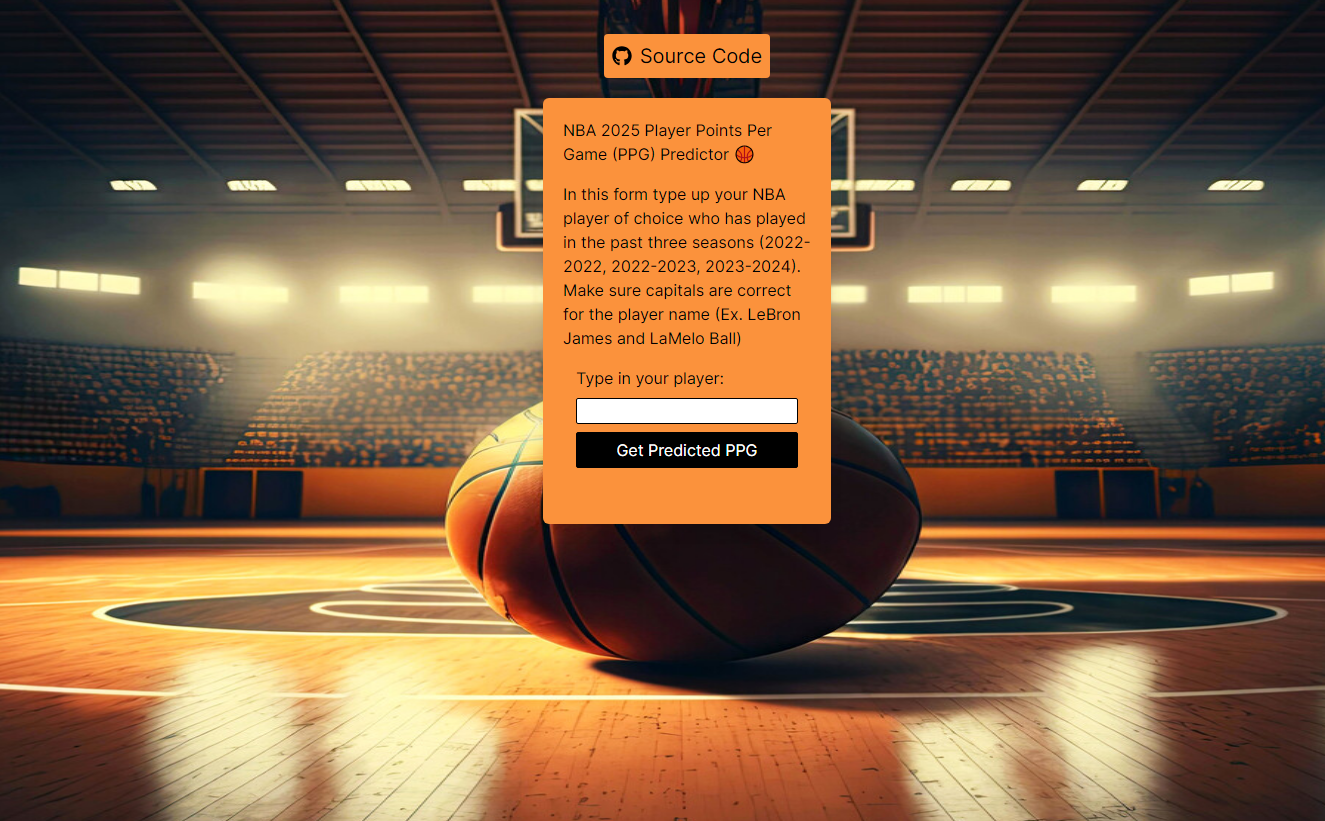 Source Code
NBA 2025 Player Points Per
Game (PPG) Predictor 🏀
In this form type up your NBA
player of choice who has played
in the past three seasons (2022-
2022, 2022-2023, 2023-2024).
Make sure capitals are correct
for the player name (Ex. LeBron
James and LaMelo Ball)
Type in your player:
Get Predicted PPG